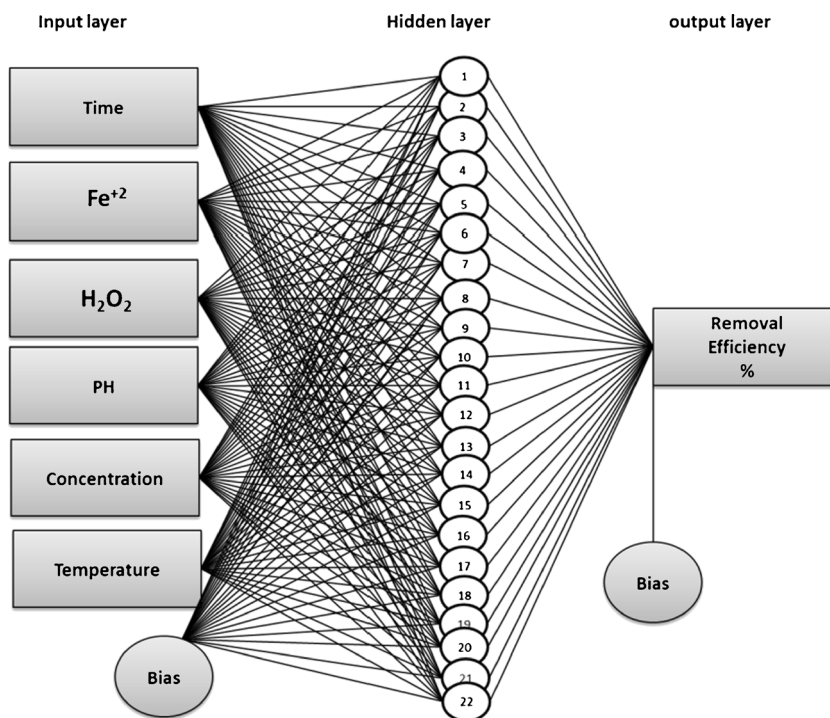 Input layer
Hidden layer
output layer
Time
Fe⁺²
H₂O₂
PH
Concentration
Temperature
Bias
1
2
3
4
5
6
7
8
9
10
11
12
13
14
15
16
17
18
19
20
21
22
Removal
Efficiency
%
Bias